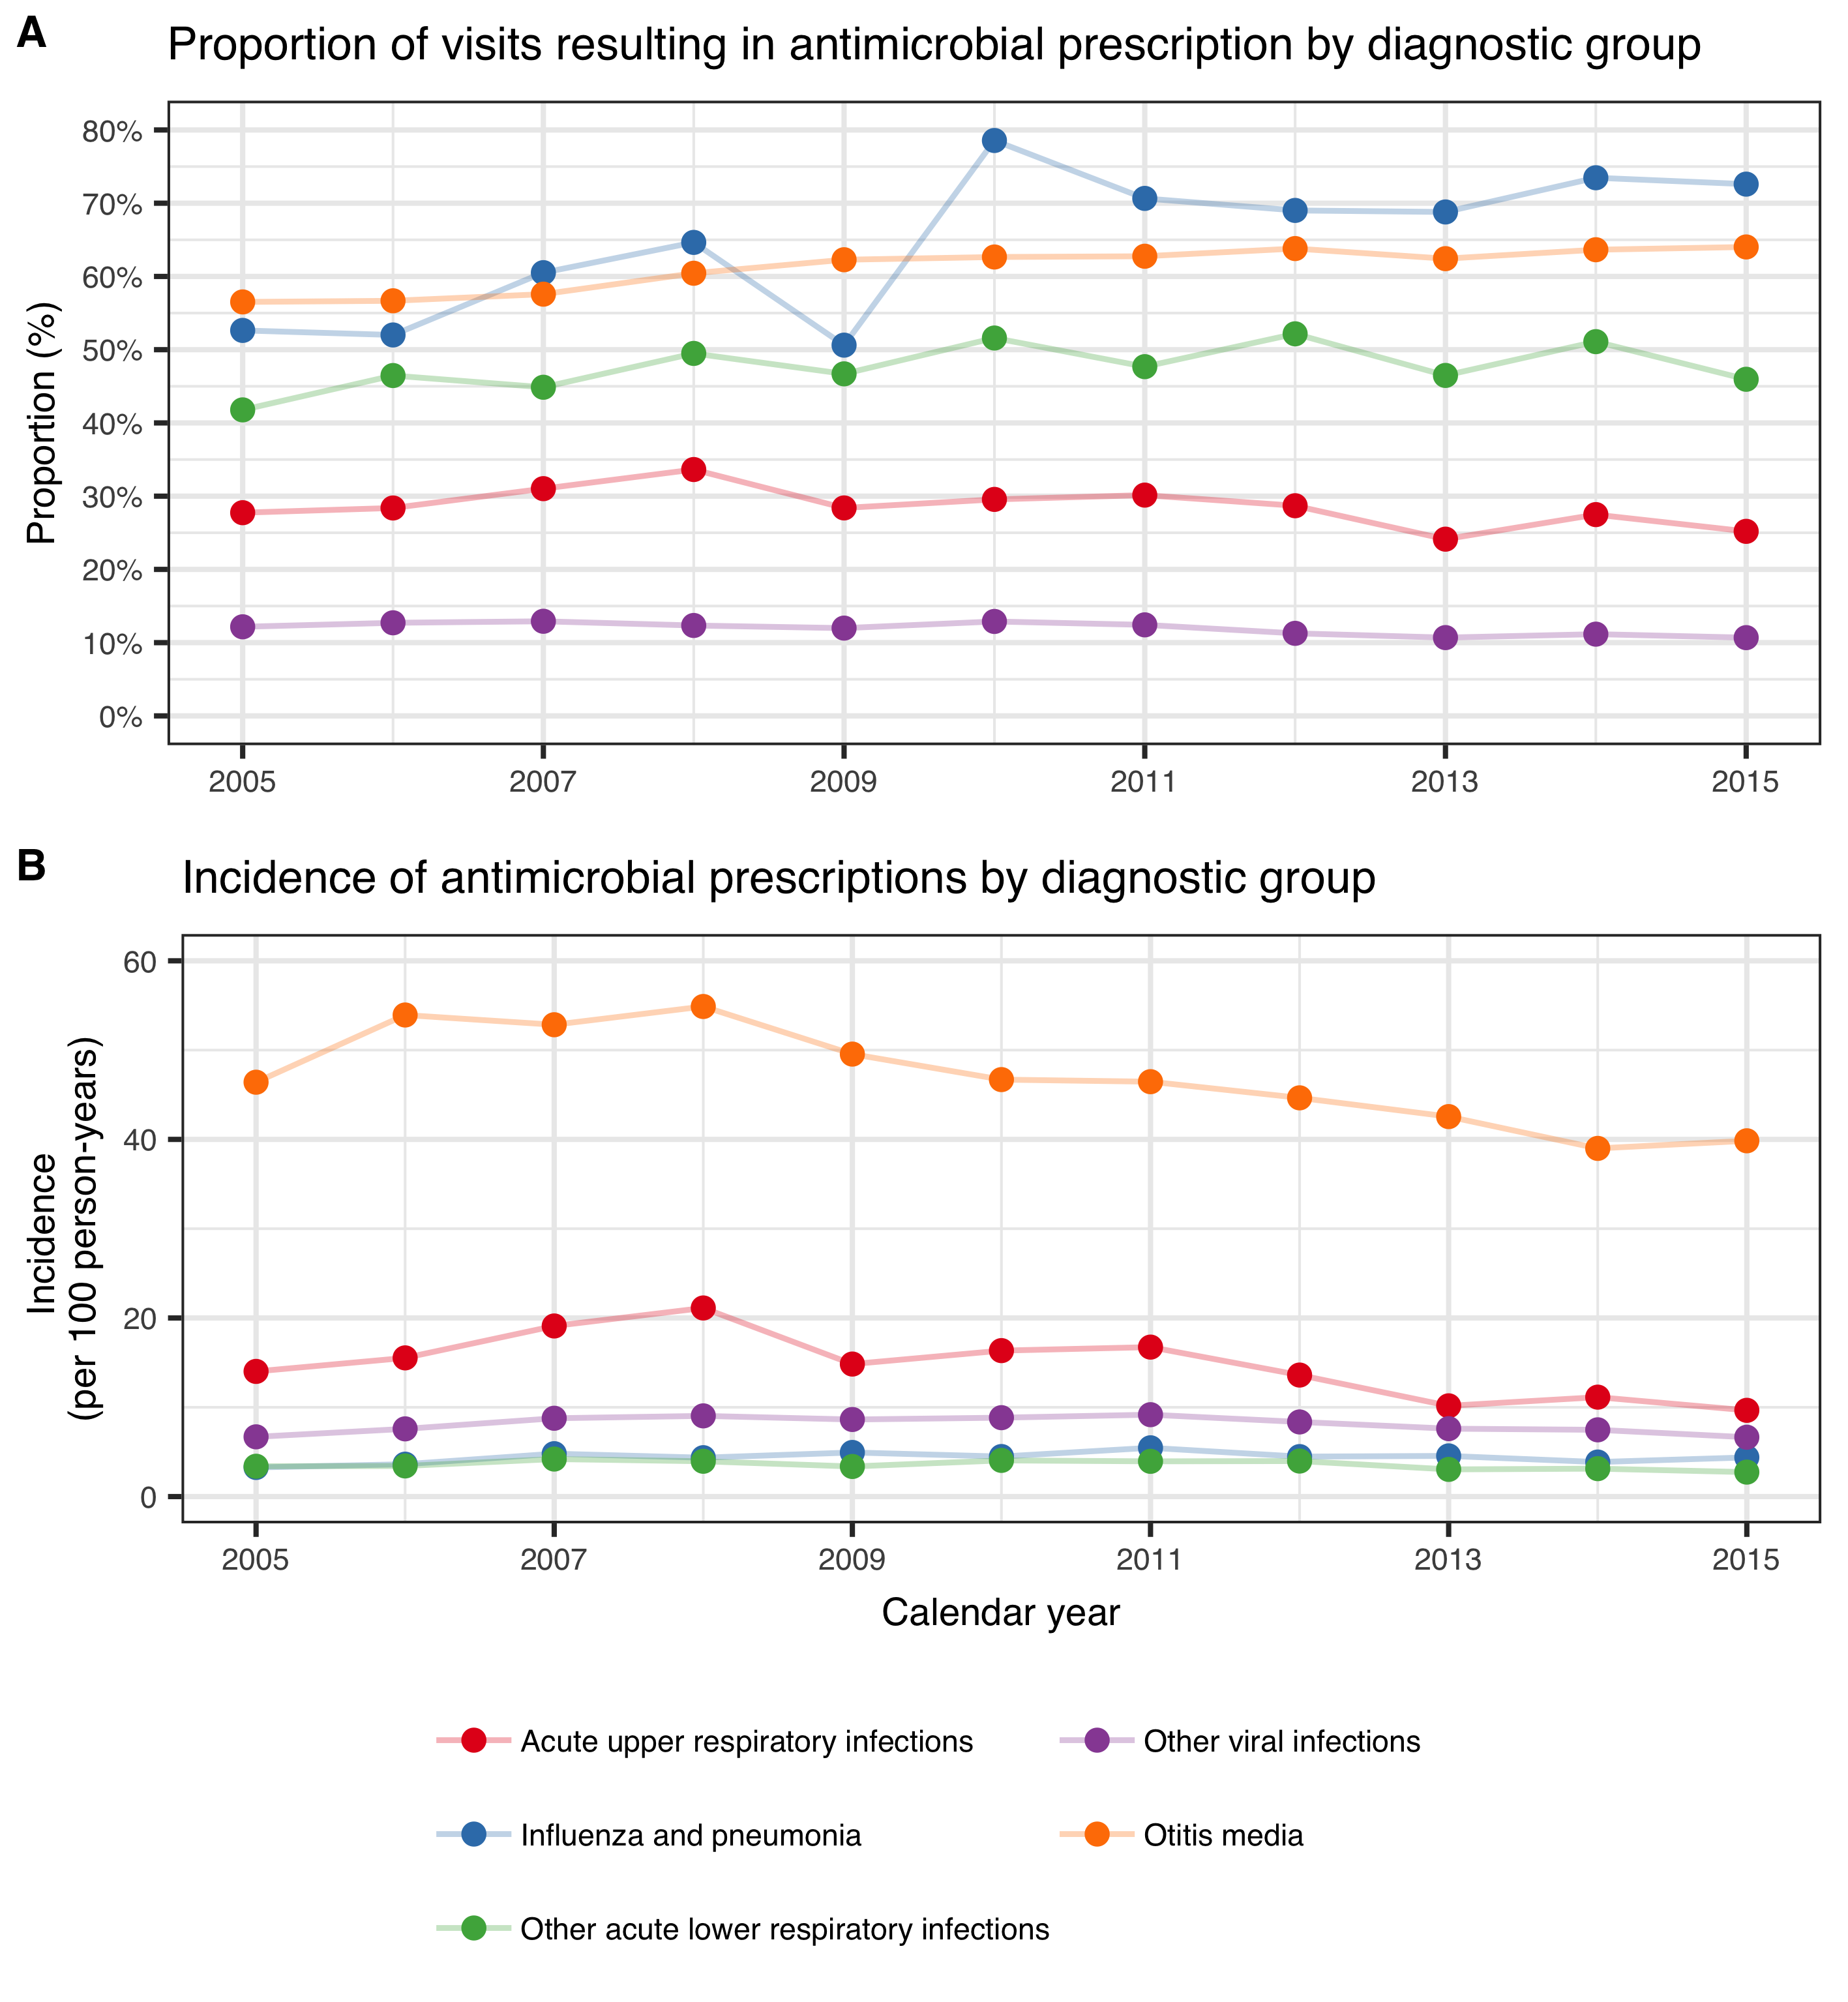 A
Proportion of visits resulting in antimicrobial prescription by diagnostic group
Proportion (%)
80%
70%
60%
50%
40%
30%
20%
10%
0%
2005 2007 2009 2011 2013 2015
B
Incidence of antimicrobial prescriptions by diagnostic group
Incidence
(per 100 person-years)
60
40
20
0
2005 2007 2009 2011 2013 2015
Calendar year
Acute upper respiratory infections
Other viral infections
Influenza and pneumonia
Otitis media
Other acute lower respiratory infections